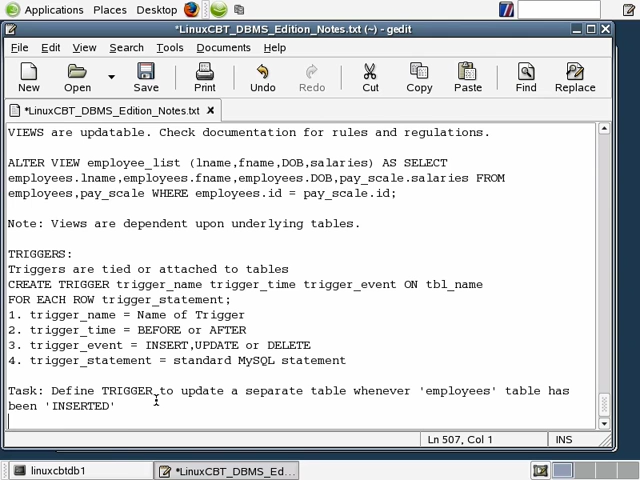 Applications Places Desktop
*LinuxCBT_DBMS_Edition_Notes.txt (~) - gedit
File Edit View Search Tools Documents Help
New Open Save Print Undo Redo Cut Copy Paste Find Replace
*LinuxCBT_DBMS_Edition_Notes.txt x
VIEWS are updatable. Check documentation for rules and regulations.
ALTER VIEW employee_list (lname,fname,DOB,salaries) AS SELECT
employees.lname,employees.fname,employees.DOB,pay_scale.salaries FROM
employees,pay_scale WHERE employees.id = pay_scale.id;
Note: Views are dependent upon underlying tables.
TRIGGERS:
Triggers are tied or attached to tables
CREATE TRIGGER trigger_name trigger_time trigger_event ON tbl_name
FOR EACH ROW trigger_statement;
1. trigger_name = Name of Trigger
2. trigger_time = BEFORE or AFTER
3. trigger_event = INSERT,UPDATE or DELETE
4. trigger_statement = standard MySQL statement
Task: Define TRIGGER to update a separate table whenever 'employees' table has
been 'INSERTED'
Ln 507, Col 1 INS
linuxcbtdb1 *LinuxCBT_DBMS_Ed...